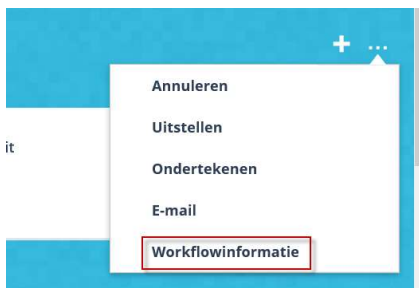 + ...
Annuleren
Uitstellen
it
Ondertekenen
E-mail
Workflowinformatie